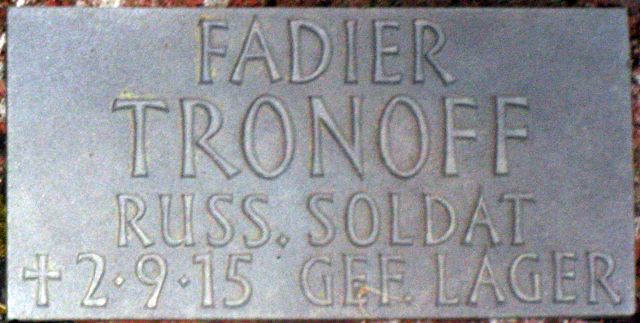 FADIER
TRONOFF
RUSS. SOLDAT
† 2·9·15 GEF. LAGER